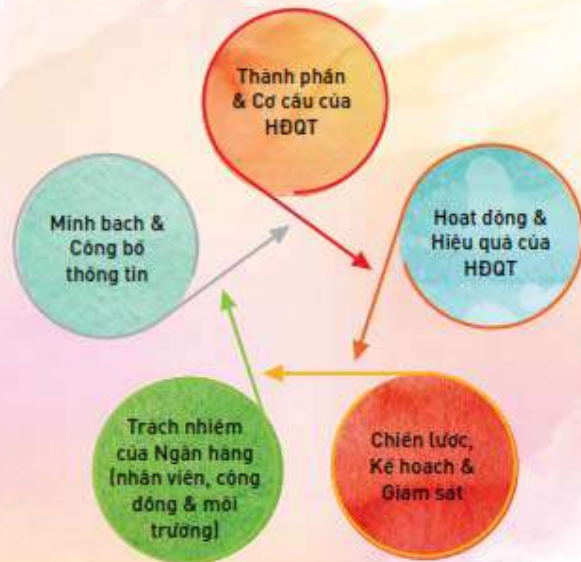 Thành phần
& Cơ cấu của
HĐQT
Hoạt động &
Hiệu quả của
HĐQT
Chiến lược,
Kế hoạch &
Giám sát
Trách nhiệm
của Ngân hàng
(nhân viên, cộng
đồng & môi
trường)
Minh bạch &
Công bố
thông tin